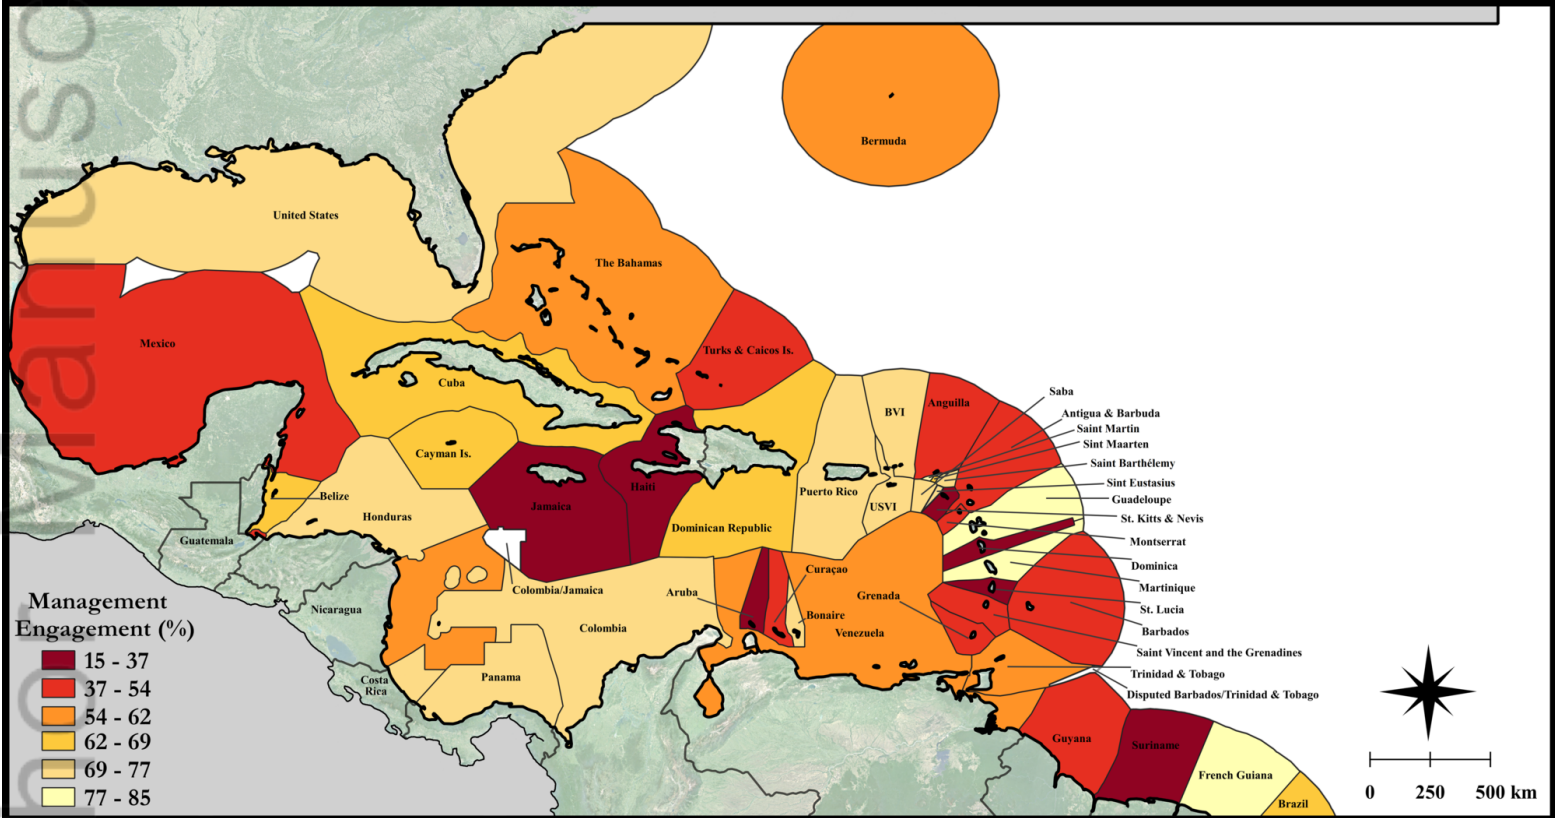 Bermuda
United States
The Bahamas
Mexico
Turks & Caicos Is.
Cuba
Saba
BVI
Anguilla
Antigua & Barbuda
Saint Martin
Sint Maarten
Cayman Is.
Saint Barthélemy
Sint Eustasius
Haiti
Puerto Rico
Guadeloupe
Belize
Jamaica
USVI
St. Kitts & Nevis
Honduras
Dominican Republic
Guatemala
Montserrat
Dominica
Curaçao
Martinique
Colombia/Jamaica
Aruba
Grenada
Management
Engagement (%)
Nicaragua
St. Lucia
Bonaire
Colombia
Venezuela
Barbados
Saint Vincent and the Grenadines
15 - 37
Trinidad & Tobago
Panama
Costa
Rica
37 - 54
Disputed Barbados/Trinidad & Tobago
54 - 62
Guyana
Suriname
62 - 69
69 - 77
French Guiana
77 - 85
Brazil
0 250 500 km